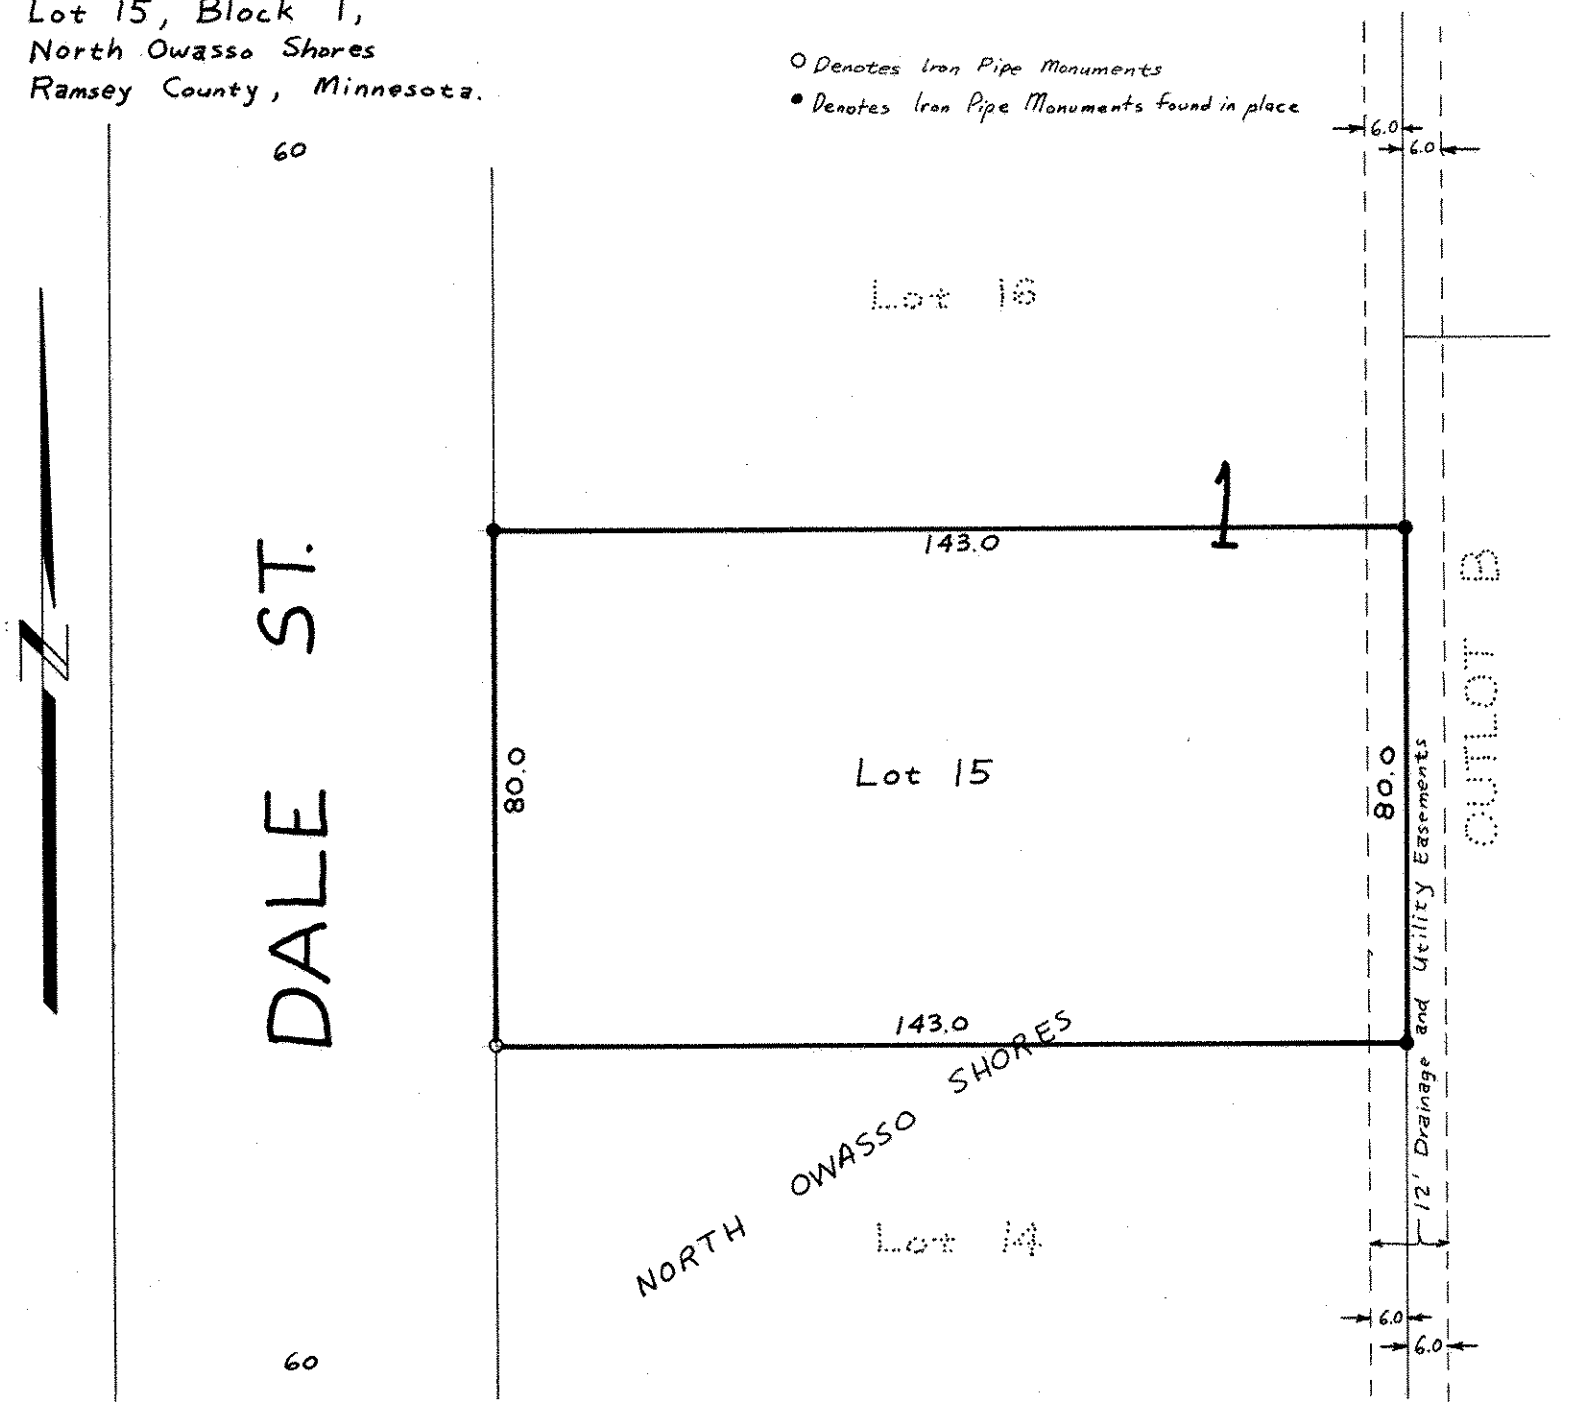 Lot 15, Block 1,
North Owasso Shores
Ramsey County, Minnesota.
○ Denotes Iron Pipe Monuments
● Denotes Iron Pipe Monuments found in place
6.0
6.0
60
Lot 16
1
143.0
OUTLOT B
DALE ST.
N
80.0
Lot 15
80.0
12' Drainage and Utility Easements
143.0
NORTH OWASSO SHORES
Lot 14
6.0
6.0
60